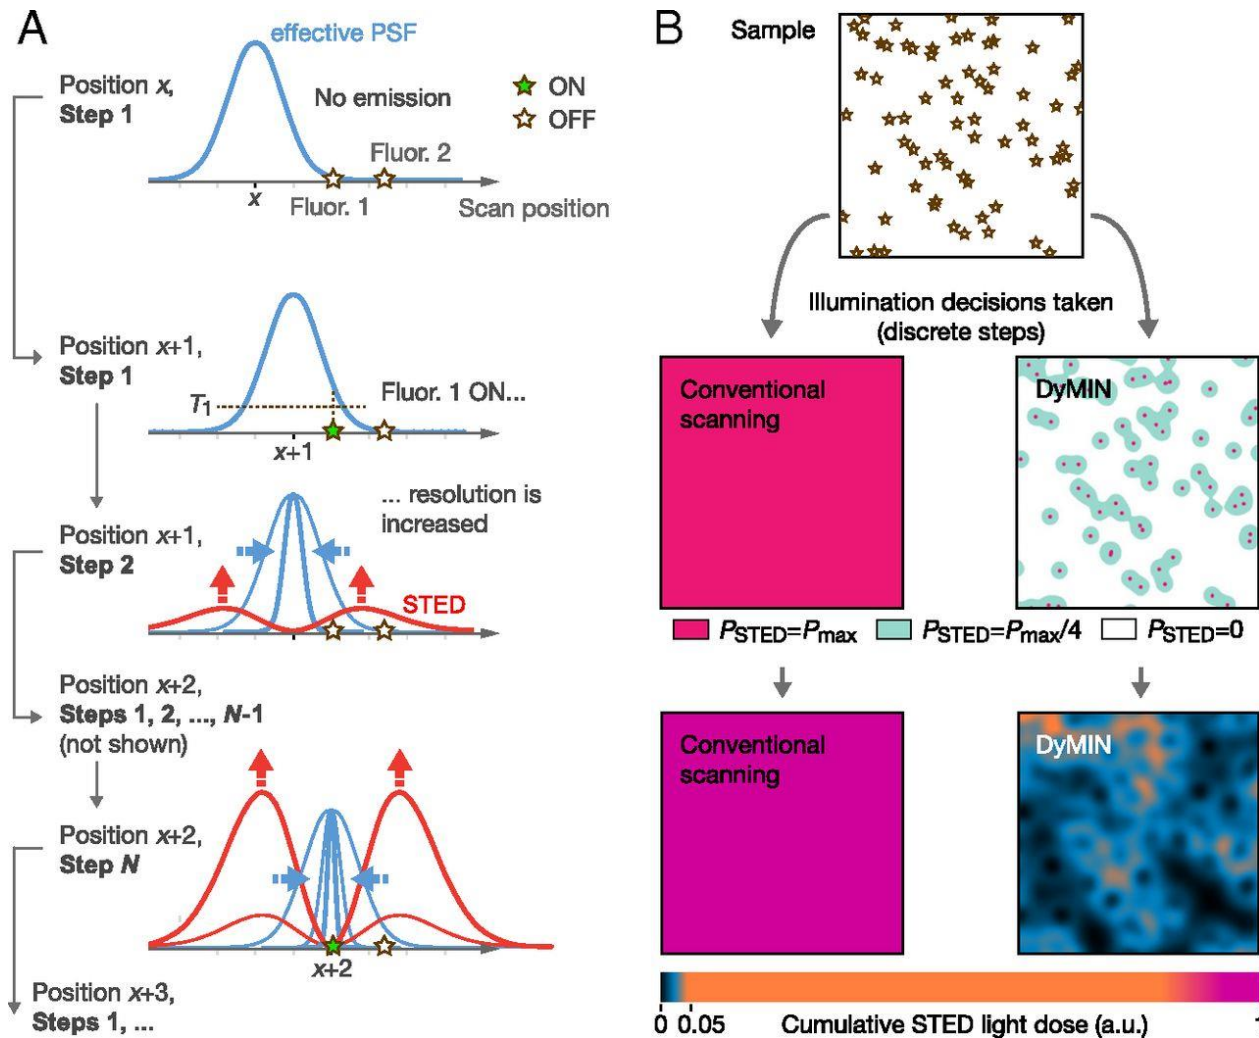 A
effective PSF
Position x,
Step 1
No emission
ON
OFF
Fluor. 2
x
Fluor. 1
Scan position
Position x+1,
Step 1
T1
Fluor. 1 ON...
x+1
... resolution is
increased
Position x+1,
Step 2
STED
Position x+2,
Steps 1, 2, ..., N-1
(not shown)
Position x+2,
Step N
x+2
Position x+3,
Steps 1, ...
B
Sample
Illumination decisions taken
(discrete steps)
Conventional
scanning
DyMIN
PSTED=Pmax
PSTED=Pmax/4
PSTED=0
Conventional
scanning
DyMIN
0
0.05
Cumulative STED light dose (a.u.)
1